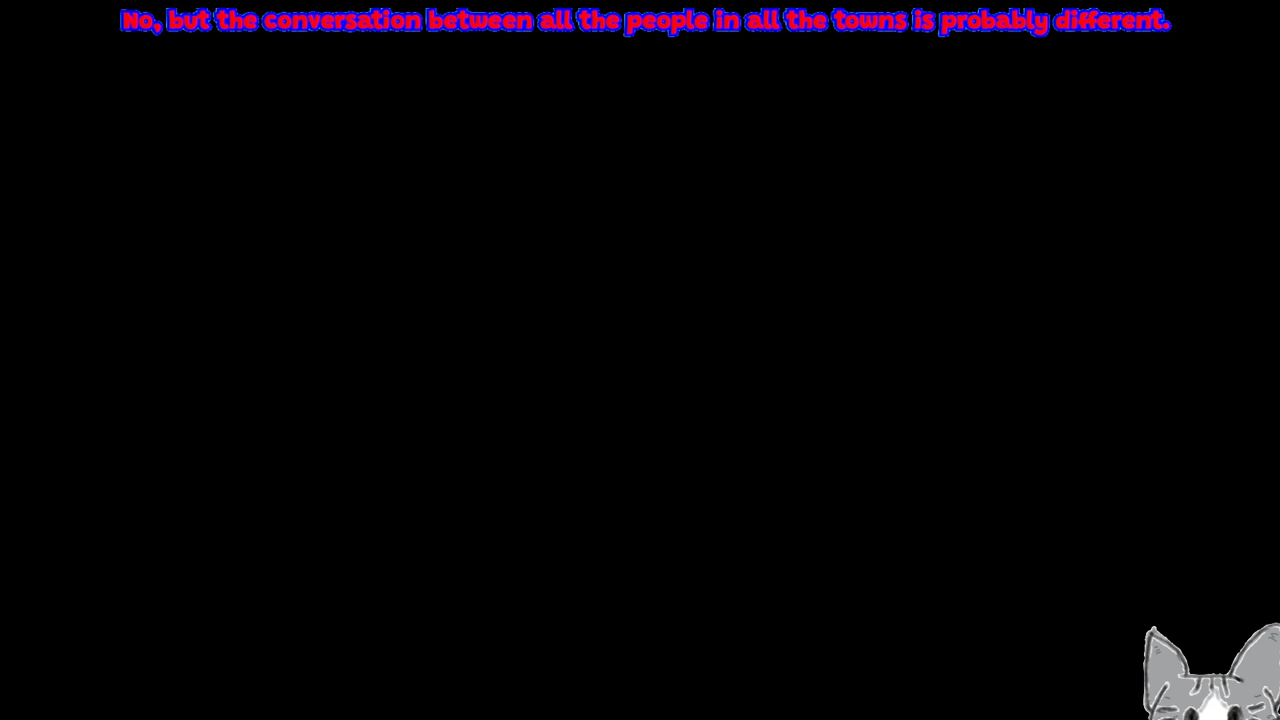 No, but the conversation between all the people in all the towns is probably different.